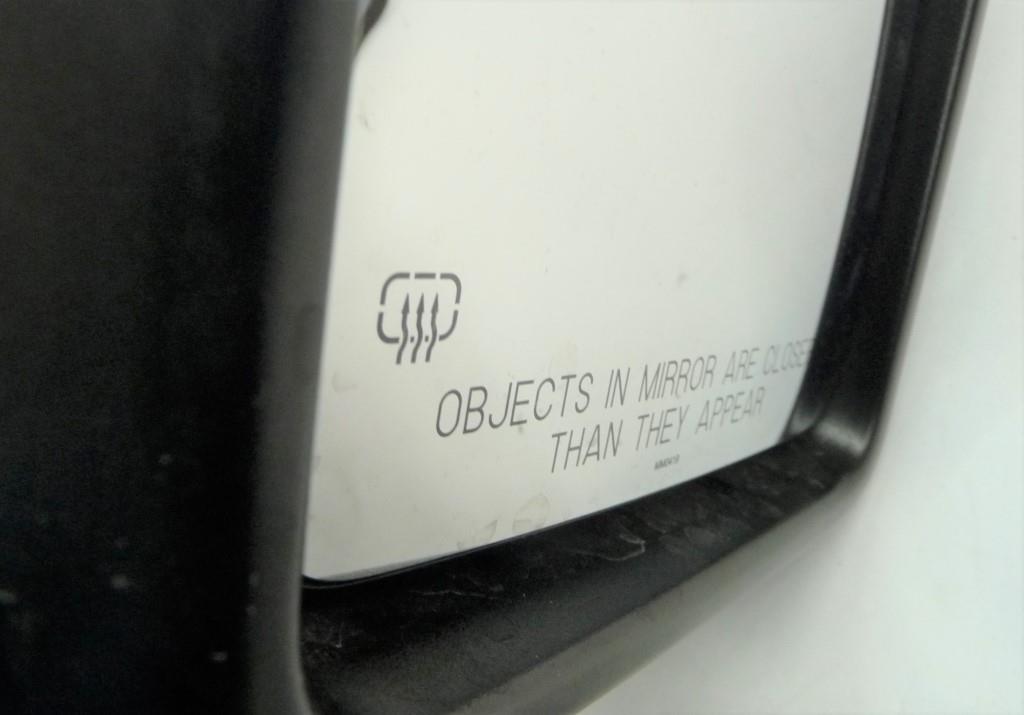 OBJECTS IN MIRROR ARE CLOSE
THAN THEY APPEAR